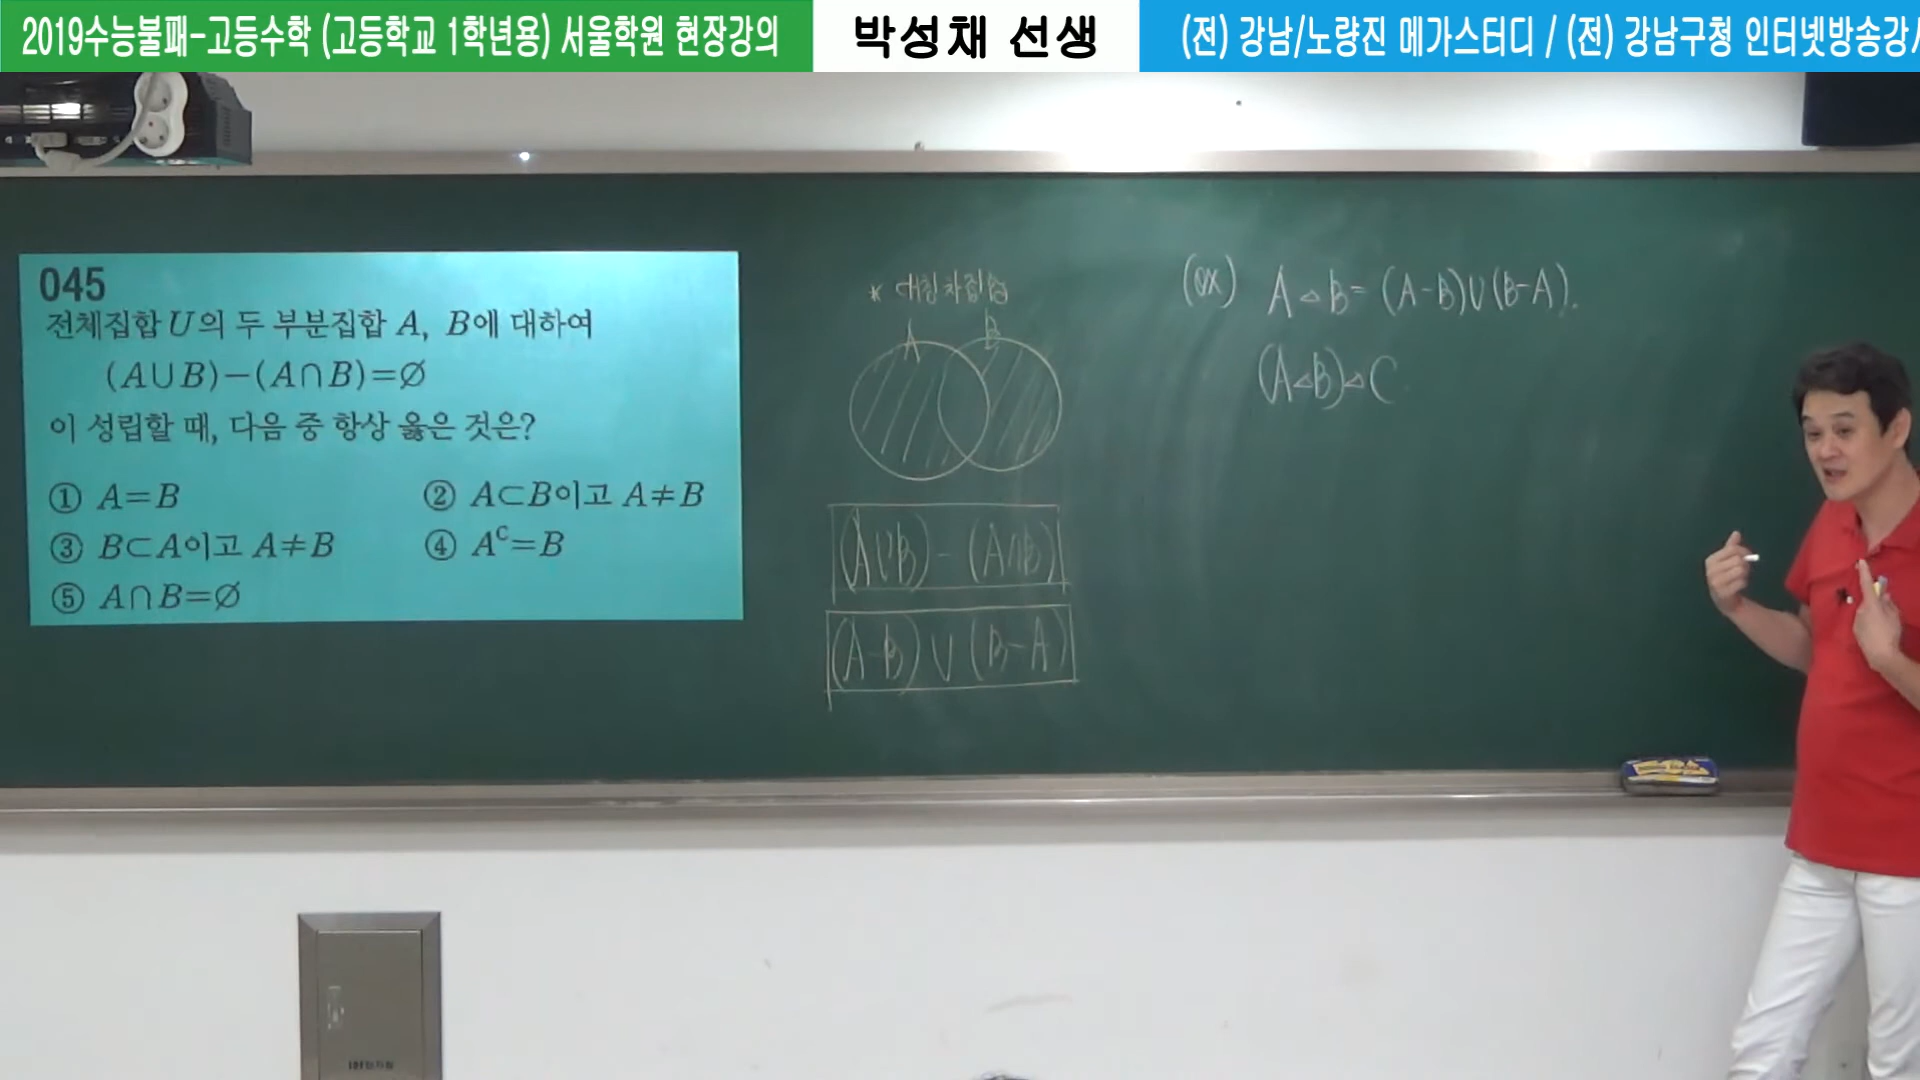 2019수능불패-고등수학 (고등학교 1학년용) 서울학원 현장강의
박성채 선생
(전) 강남/노량진 메가스터디 / (전) 강남구청 인터넷방송강사
045
전체집합 U의 두 부분집합 A, B에 대하여
(A∪B)−(A∩B)=∅
이 성립할 때, 다음 중 항상 옳은 것은?
① A=B
② A⊂B이고 A≠B
③ B⊂A이고 A≠B
④ Aᶜ=B
⑤ A∩B=∅
* 대칭차집합
A B
(A∪B) - (A∩B)
(A-B) ∪ (B-A)
(ex) A▵B = (A-B)∪(B-A).
(A▵B)▵C